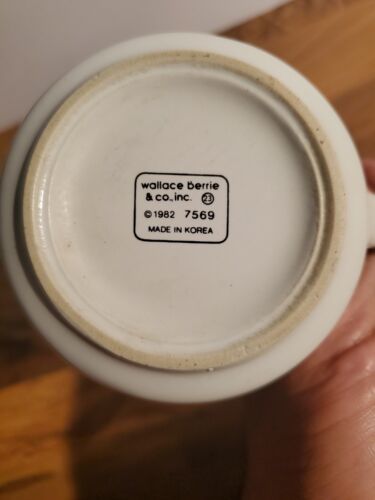 wallace berrie
& co., inc. 23
© 1982 7569
MADE IN KOREA